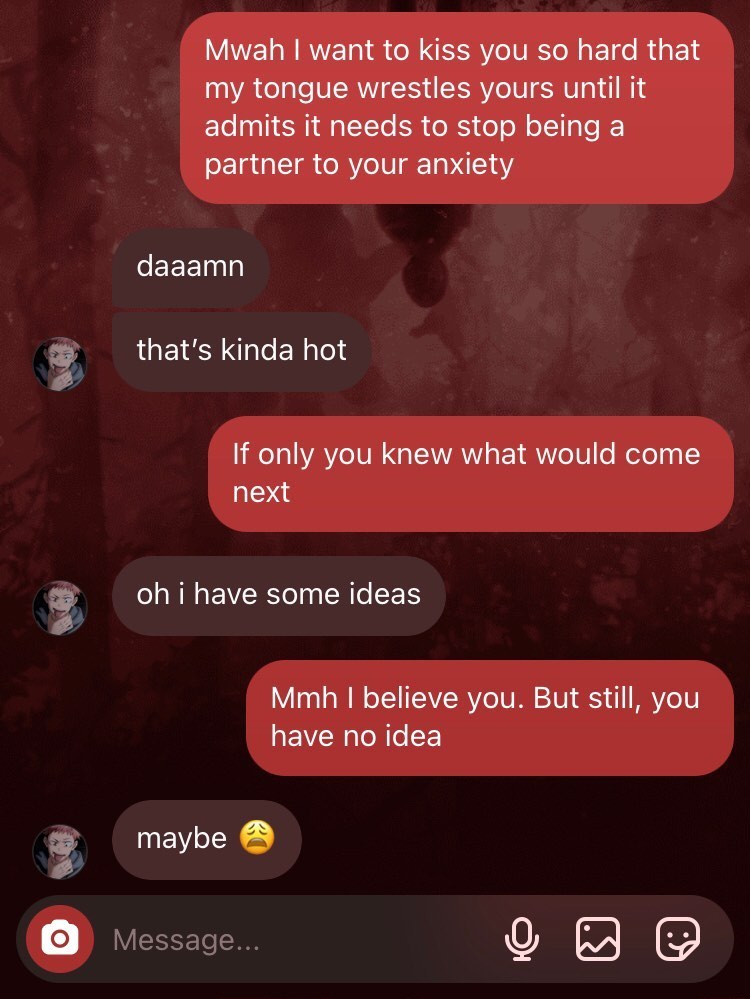 Mwah I want to kiss you so hard that
my tongue wrestles yours until it
admits it needs to stop being a
partner to your anxiety
daaamn
that’s kinda hot
If only you knew what would come
next
oh i have some ideas
Mmh I believe you. But still, you
have no idea
maybe 😩
Message...